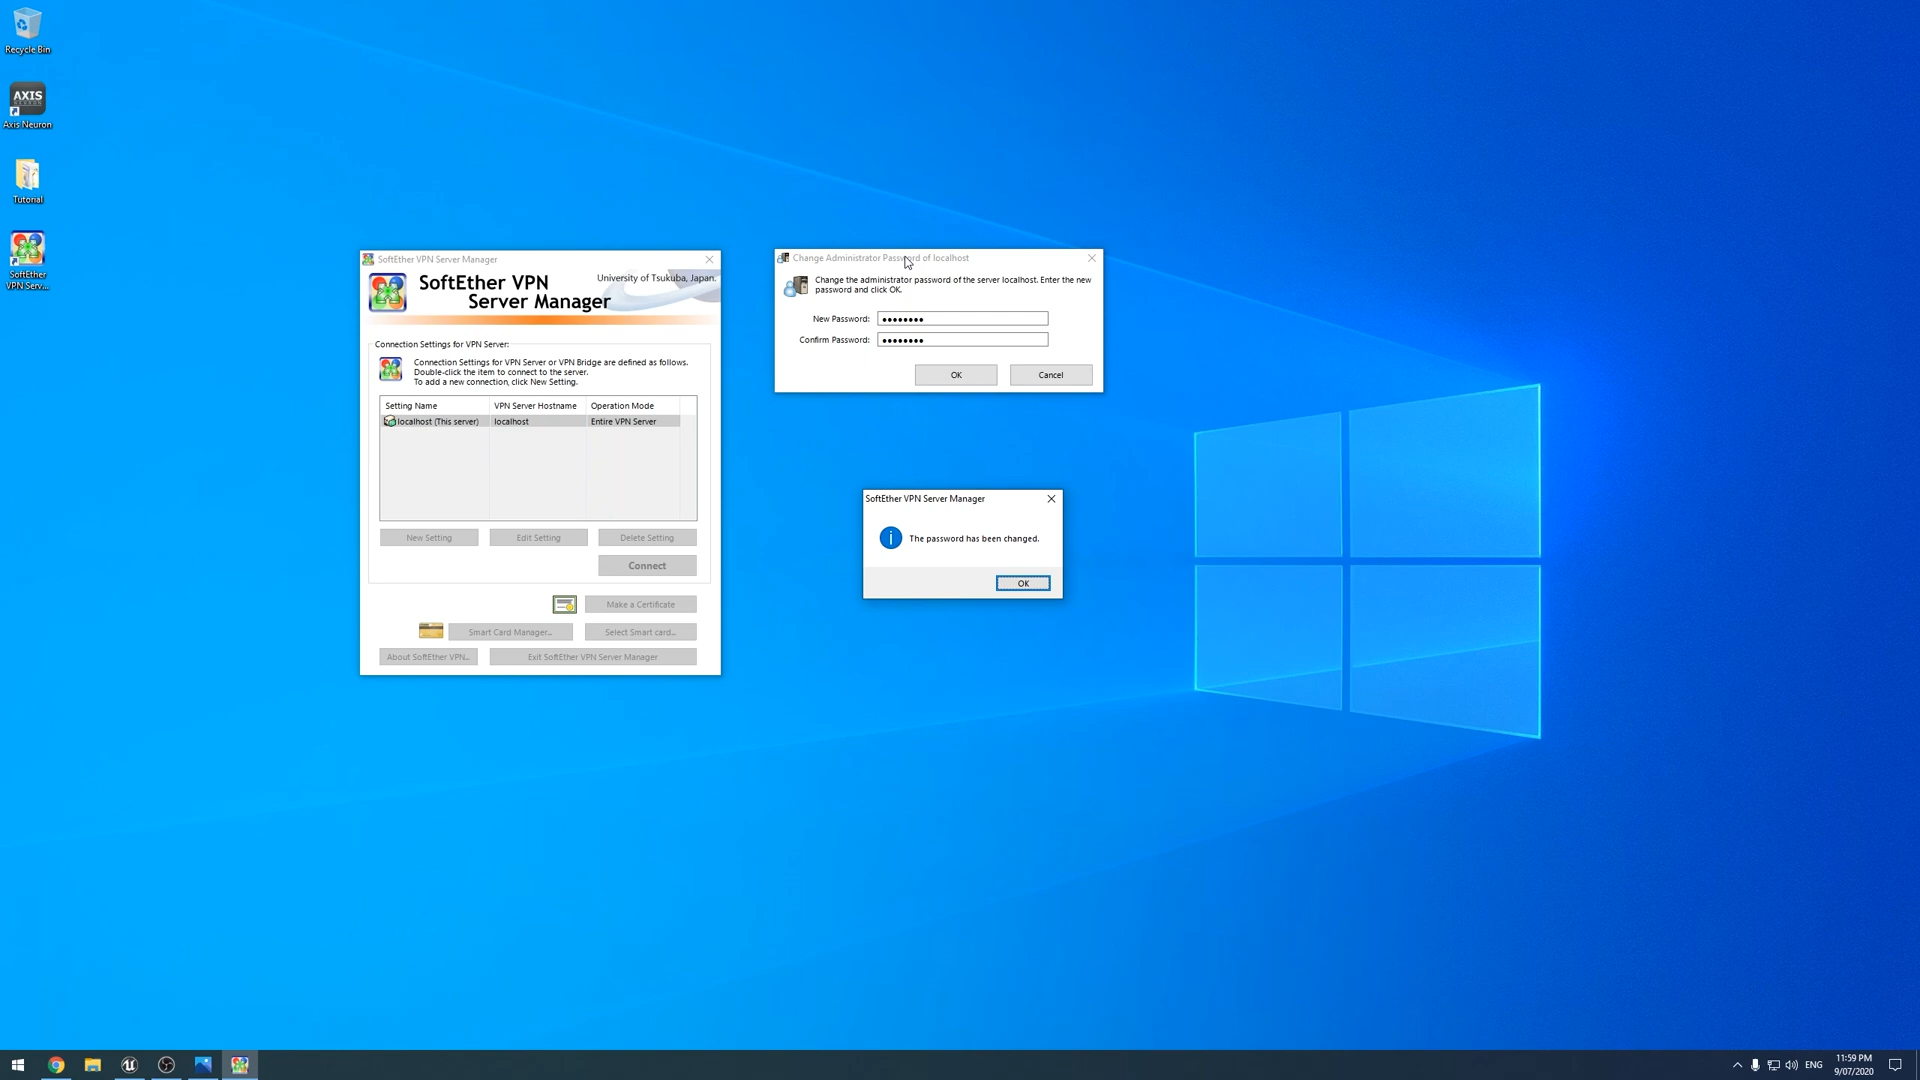 Recycle Bin
AXIS
Axis Neuron
Tutorial
SoftEther
VPN Serv...
SoftEther VPN Server Manager
SoftEther VPN
Server Manager
University of Tsukuba, Japan.
Connection Settings for VPN Server:
Connection Settings for VPN Server or VPN Bridge are defined as follows.
Double-click the item to connect to the server.
To add a new connection, click New Setting.
Setting Name VPN Server Hostname Operation Mode
localhost (This server) localhost Entire VPN Server
New Setting Edit Setting Delete Setting
Connect
Make a Certificate
Smart Card Manager... Select Smart card...
About SoftEther VPN... Exit SoftEther VPN Server Manager
Change Administrator Password of localhost
Change the administrator password of the server localhost. Enter the new
password and click OK.
New Password: ●●●●●●●●
Confirm Password: ●●●●●●●●
OK Cancel
SoftEther VPN Server Manager
The password has been changed.
OK
ENG
11:59 PM
9/07/2020